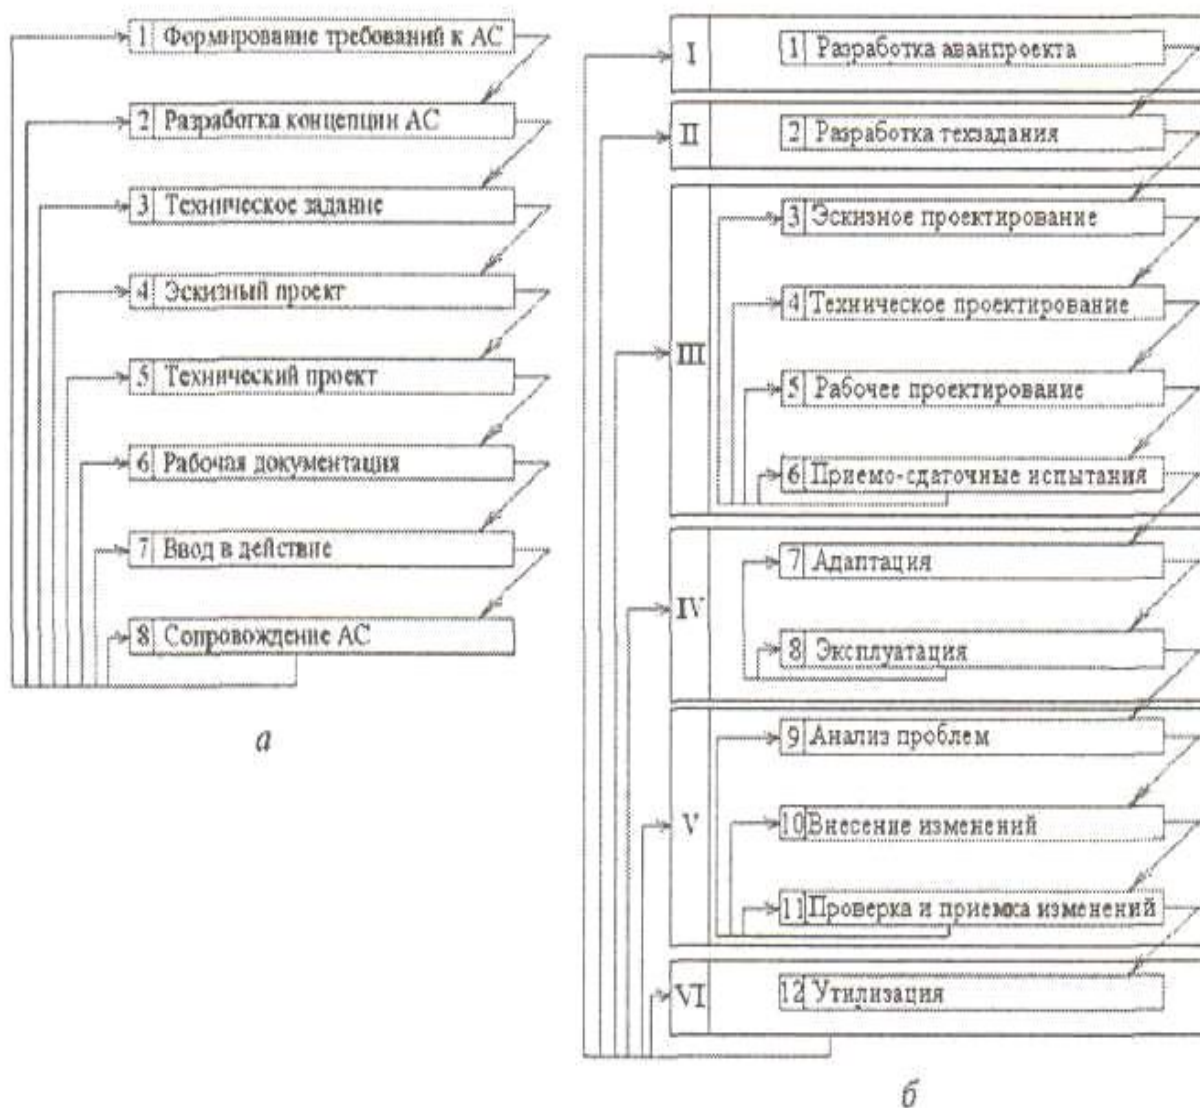 1 Формирование требований к АС
2 Разработка концепции АС
3 Техническое задание
4 Эскизный проект
5 Технический проект
6 Рабочая документация
7 Ввод в действие
8 Сопровождение АС
а
I
1 Разработка аванпроекта
II
2 Разработка техзадания
III
3 Эскизное проектирование
4 Техническое проектирование
5 Рабочее проектирование
6 Приемо-сдаточные испытания
IV
7 Адаптация
8 Эксплуатация
V
9 Анализ проблем
10 Внесение изменений
11 Проверка и приемка изменений
VI
12 Утилизация
б